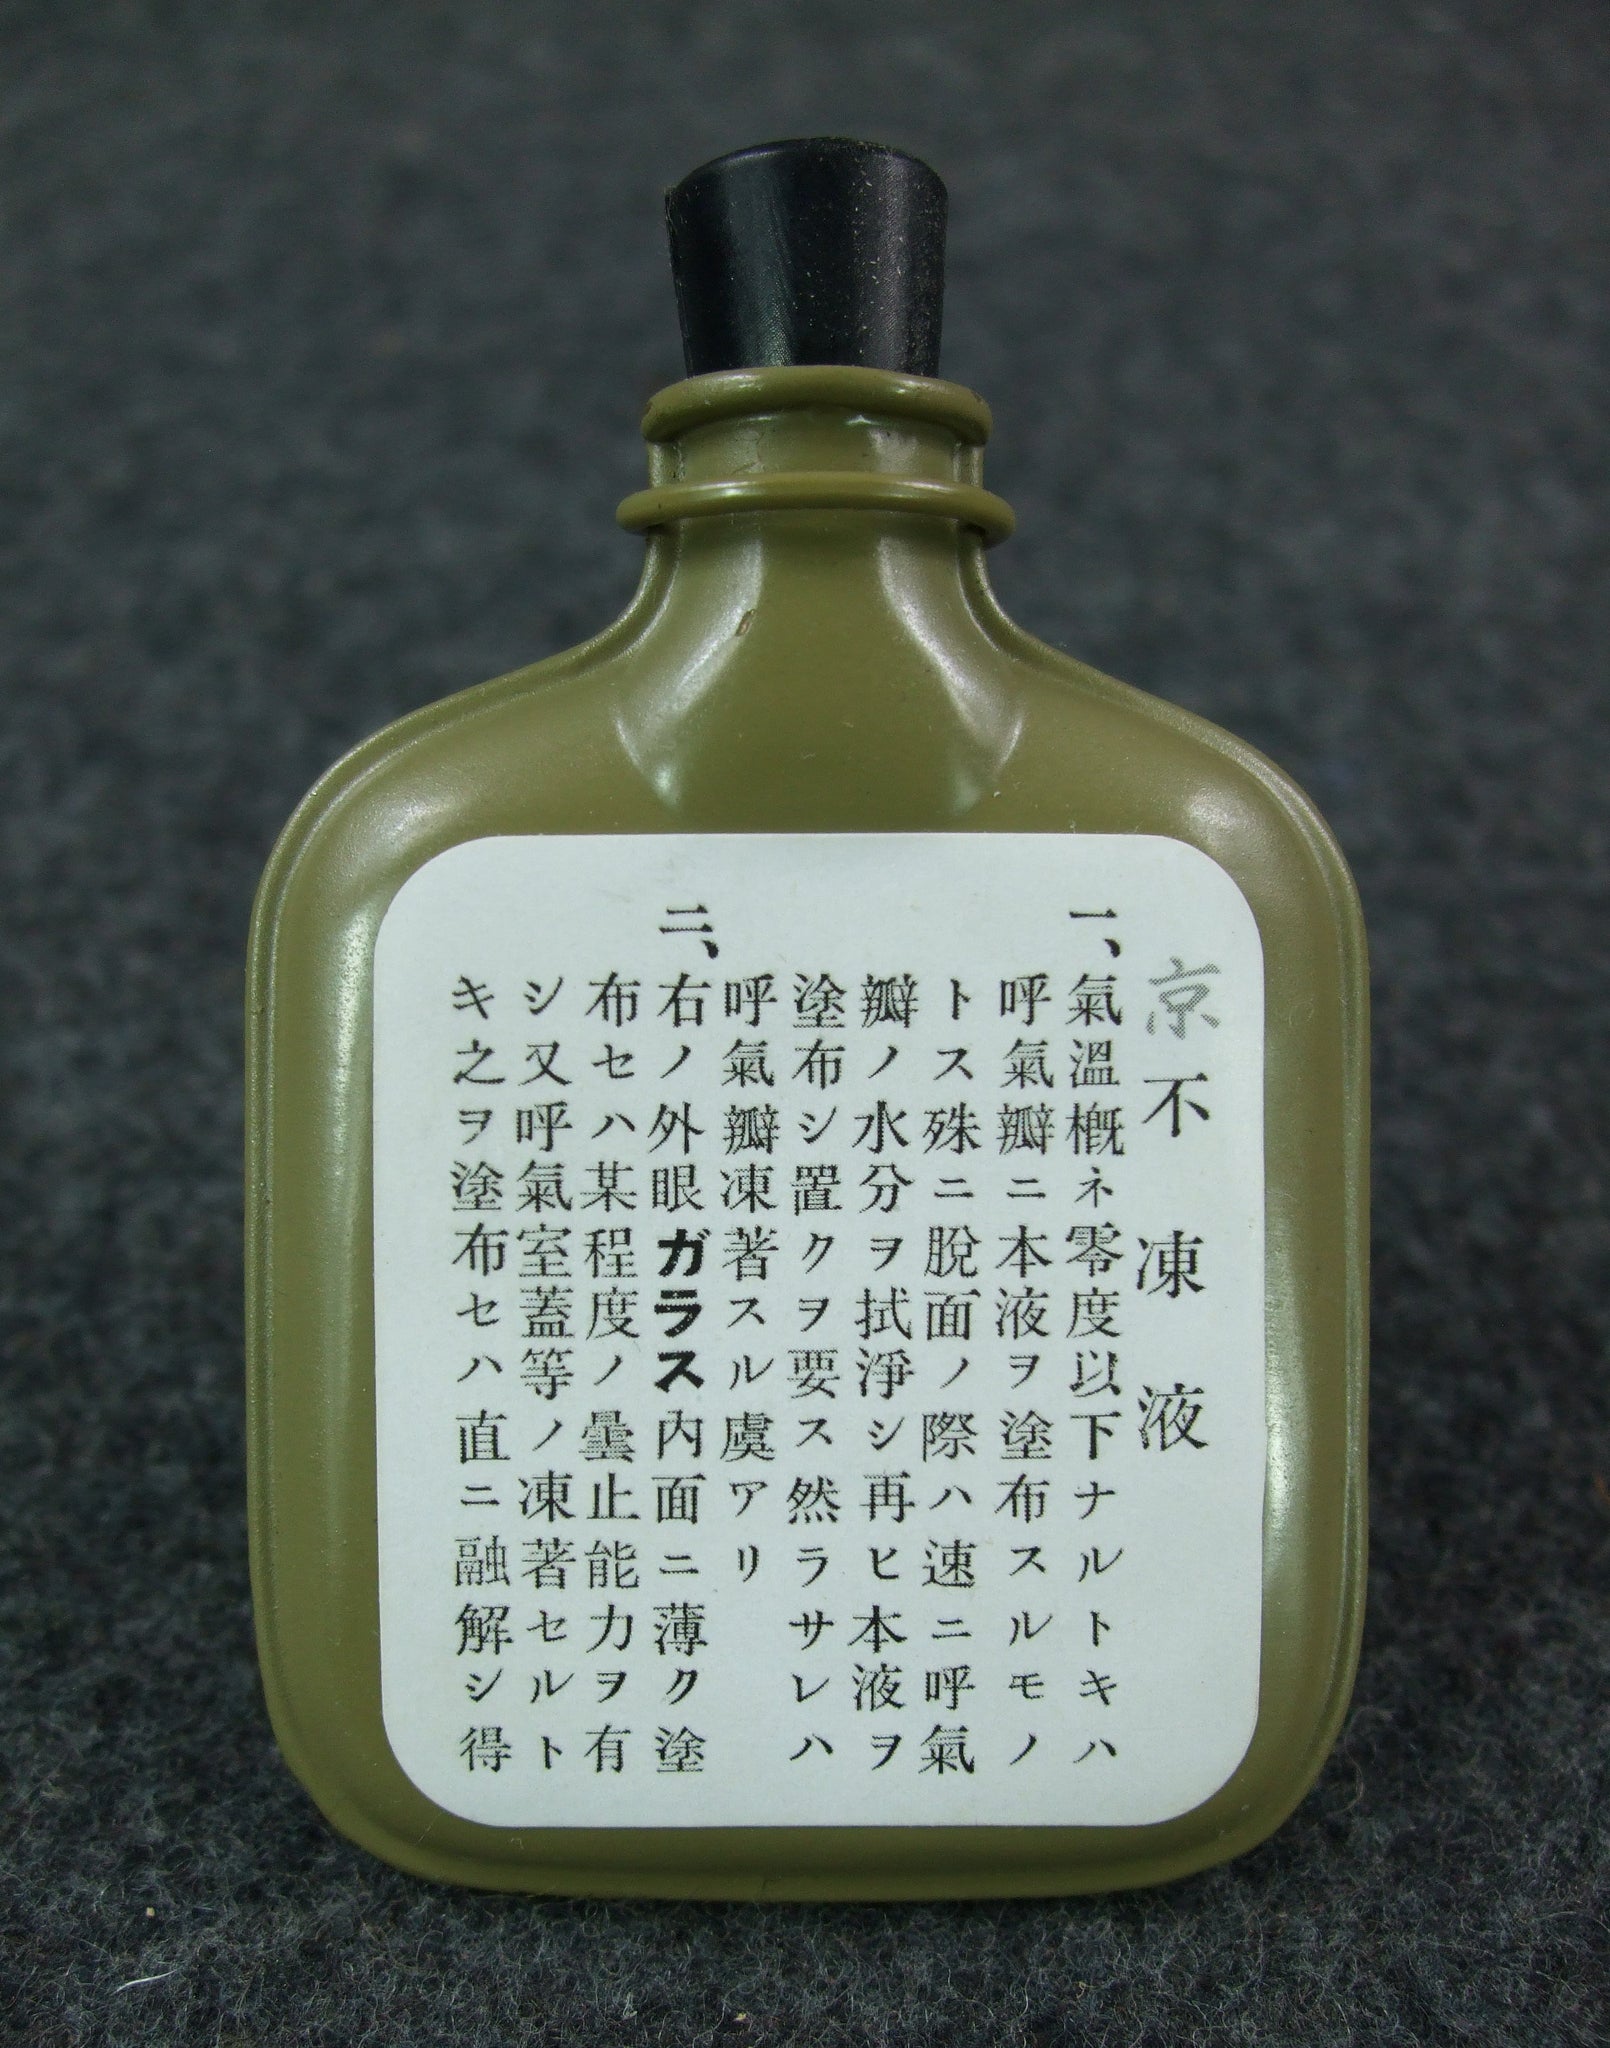 京不凍液
一、氣溫槪ネ零度以下ナルトキハ
呼氣瓣ニ本液ヲ塗布スルモノ
トス殊ニ脫面ノ際ハ速ニ呼氣
瓣ノ水分ヲ拭淨シ再ヒ本液ヲ
塗布シ置クヲ要ス然ラサレハ
呼氣瓣凍著スル虞アリ
二、右ノ外眼ガラス內面ニ薄ク塗
布セハ某程度ノ曇止能力ヲ有
シ又呼氣室蓋等ノ凍著セルト
キ之ヲ塗布セハ直ニ融解シ得